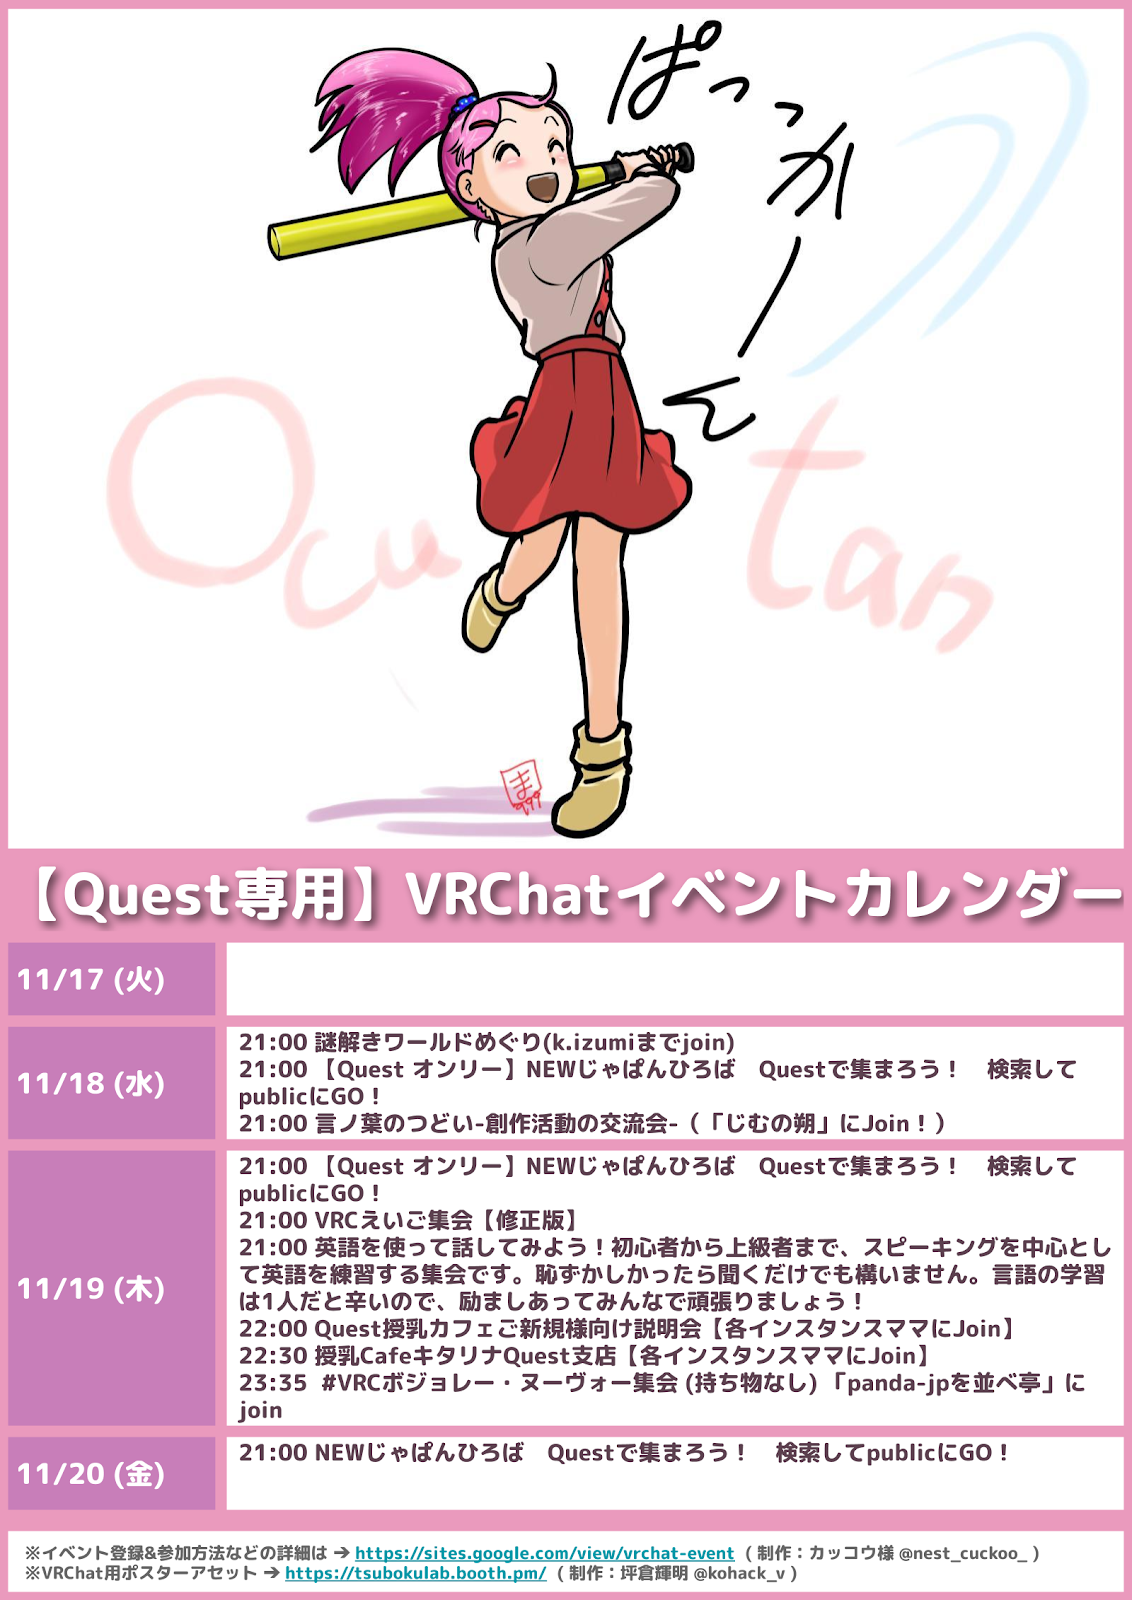 ぱっっかーん
Ocutan
ま
999
【Quest専用】VRChatイベントカレンダー
11/17 (火)
11/18 (水)
21:00 謎解きワールドめぐり(k.izumiまでjoin)
21:00 【Quest オンリー】NEWじゃぱんひろば　Questで集まろう！　検索して
publicにGO！
21:00 言ノ葉のつどい-創作活動の交流会-（「じむの朔」にJoin！）
11/19 (木)
21:00 【Quest オンリー】NEWじゃぱんひろば　Questで集まろう！　検索して
publicにGO！
21:00 VRCえいご集会【修正版】
21:00 英語を使って話してみよう！初心者から上級者まで、スピーキングを中心とし
て英語を練習する集会です。恥ずかしかったら聞くだけでも構いません。言語の学習
は1人だと辛いので、励ましあってみんなで頑張りましょう！
22:00 Quest授乳カフェご新規様向け説明会【各インスタンスママにJoin】
22:30 授乳CafeキタリナQuest支店【各インスタンスママにJoin】
23:35 #VRCボジョレー・ヌーヴォー集会 (持ち物なし) 「panda-jpを並べ亭」に
join
11/20 (金)
21:00 NEWじゃぱんひろば　Questで集まろう！　検索してpublicにGO！
※イベント登録&参加方法などの詳細は ➔ https://sites.google.com/view/vrchat-event ( 制作：カッコウ様 @nest_cuckoo_ )
※VRChat用ポスターアセット ➔ https://tsubokulab.booth.pm/ ( 制作：坪倉輝明 @kohack_v )